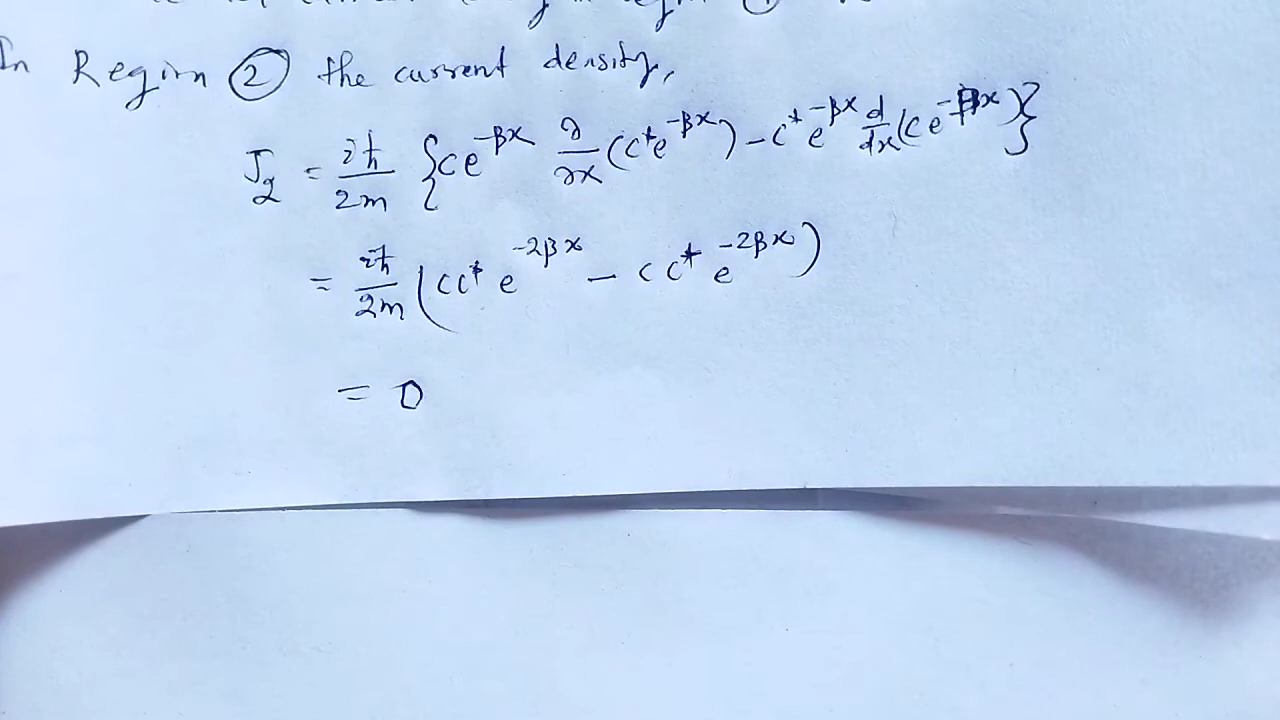 In Region ② the current density,
J₂ = iħ/2m {ce^-βx ∂/∂x (c*e^-βx) - c*e^-βx d/dx (ce^-βx)}
= iħ/2m (cc* e^-2βx - cc* e^-2βx)
= 0